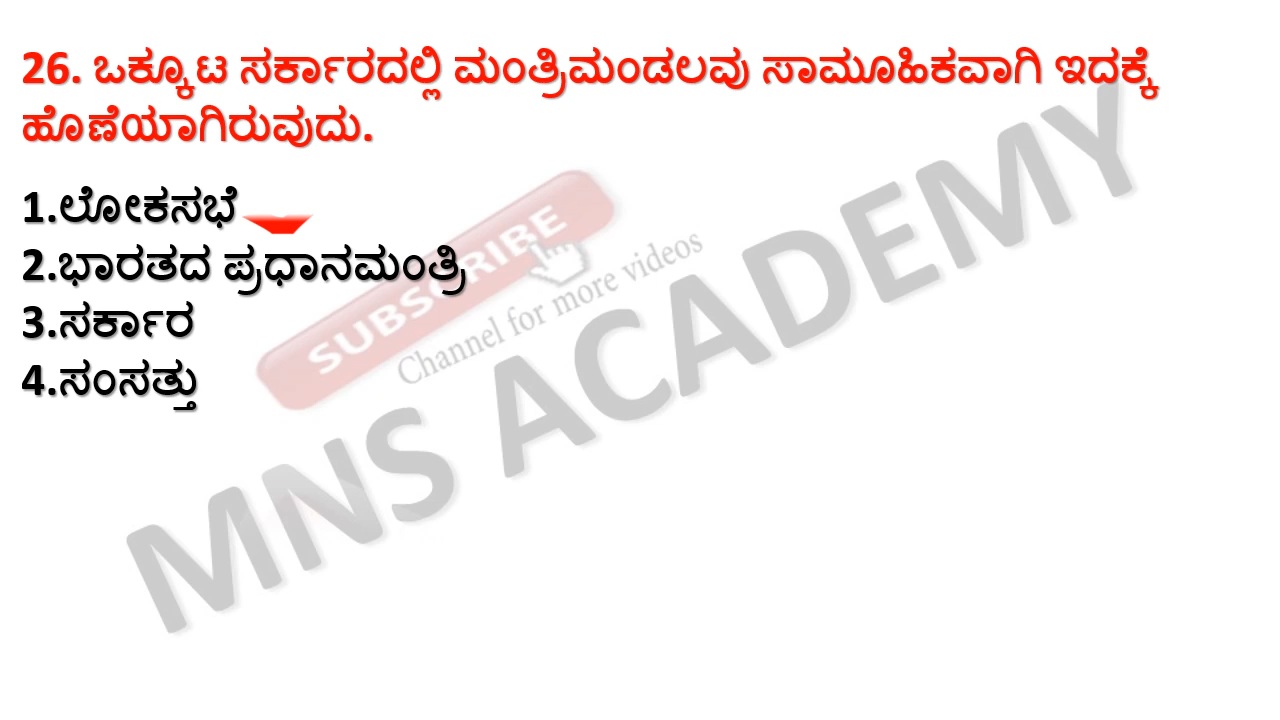 26. ಒಕ್ಕೂಟ ಸರ್ಕಾರದಲ್ಲಿ ಮಂತ್ರಿಮಂಡಲವು ಸಾಮೂಹಿಕವಾಗಿ ಇದಕ್ಕೆ
ಹೊಣೆಯಾಗಿರುವುದು.
1.ಲೋಕಸಭೆ
2.ಭಾರತದ ಪ್ರಧಾನಮಂತ್ರಿ
3.ಸರ್ಕಾರ
4.ಸಂಸತ್ತು
SUBSCRIBE
Channel for more videos
MNS ACADEMY